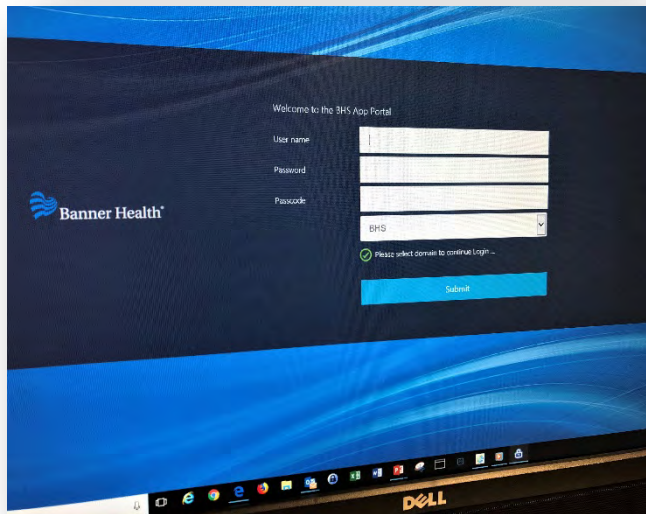 Welcome to the BHS App Portal
User name
Password
Passcode
Banner Health®
BHS
Please select domain to continue Login ...
Submit
DELL